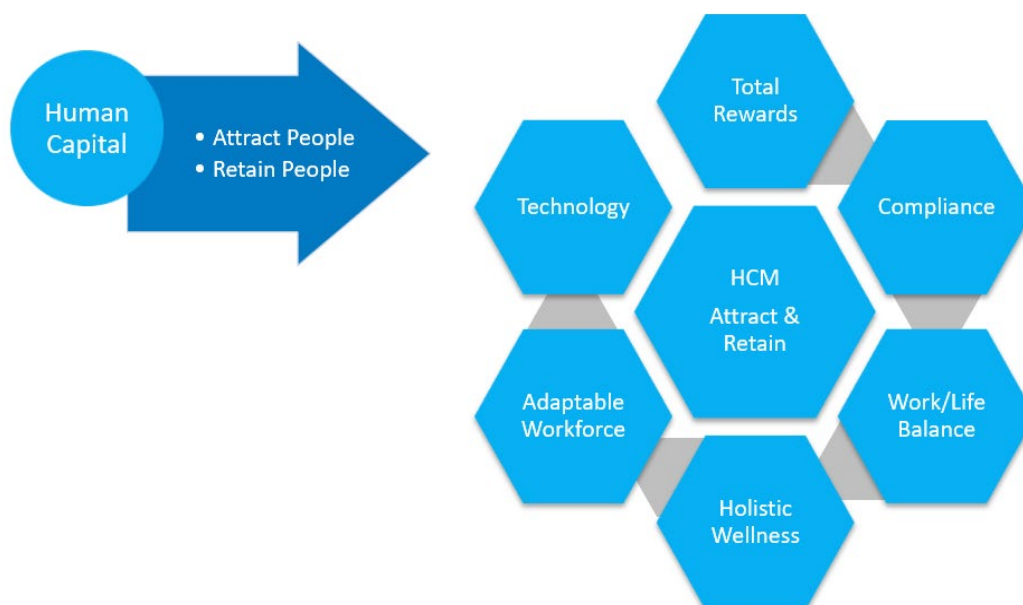 Human
Capital
• Attract People
• Retain People
Total
Rewards
Technology
Compliance
HCM
Attract &
Retain
Adaptable
Workforce
Work/Life
Balance
Holistic
Wellness